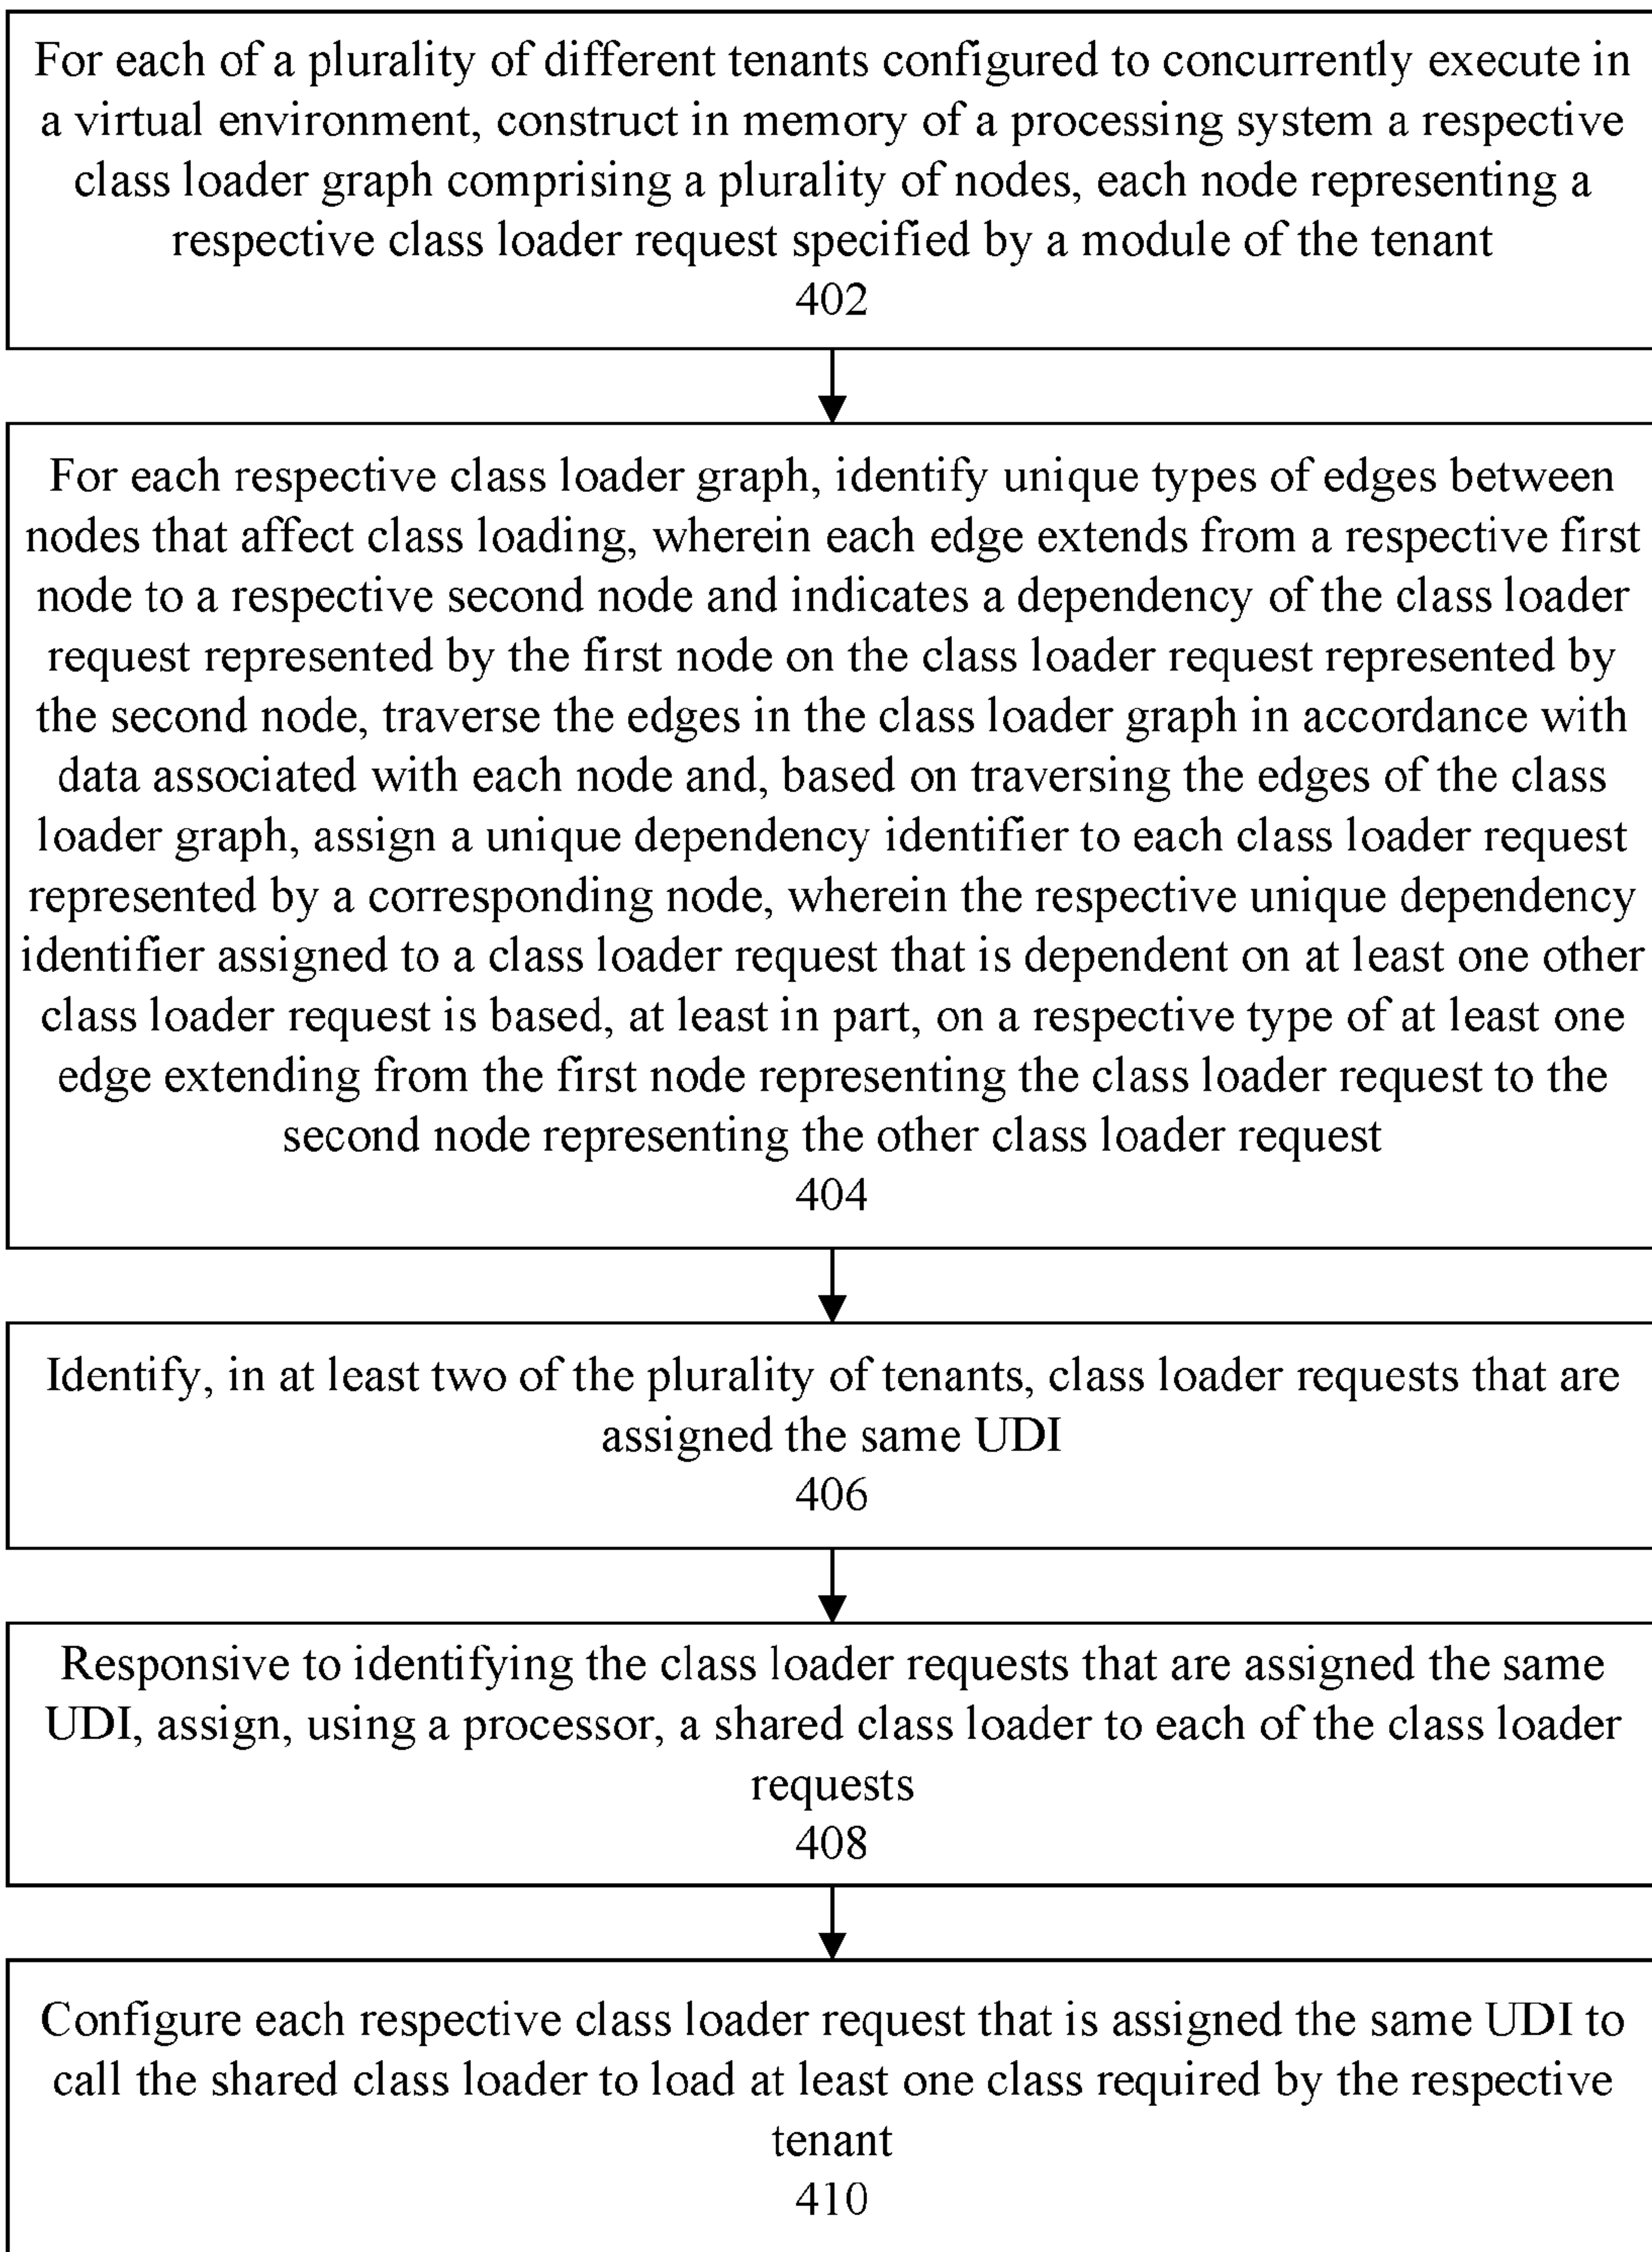 For each of a plurality of different tenants configured to concurrently execute in
a virtual environment, construct in memory of a processing system a respective
class loader graph comprising a plurality of nodes, each node representing a
respective class loader request specified by a module of the tenant
402
For each respective class loader graph, identify unique types of edges between
nodes that affect class loading, wherein each edge extends from a respective first
node to a respective second node and indicates a dependency of the class loader
request represented by the first node on the class loader request represented by
the second node, traverse the edges in the class loader graph in accordance with
data associated with each node and, based on traversing the edges of the class
loader graph, assign a unique dependency identifier to each class loader request
represented by a corresponding node, wherein the respective unique dependency
identifier assigned to a class loader request that is dependent on at least one other
class loader request is based, at least in part, on a respective type of at least one
edge extending from the first node representing the class loader request to the
second node representing the other class loader request
404
Identify, in at least two of the plurality of tenants, class loader requests that are
assigned the same UDI
406
Responsive to identifying the class loader requests that are assigned the same
UDI, assign, using a processor, a shared class loader to each of the class loader
requests
408
Configure each respective class loader request that is assigned the same UDI to
call the shared class loader to load at least one class required by the respective
tenant
410